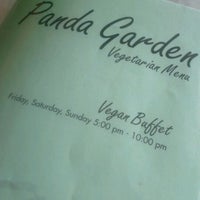 Panda Garden
Vegetarian Menu
Vegan Buffet
Friday, Saturday, Sunday 5:00 pm - 10:00 pm